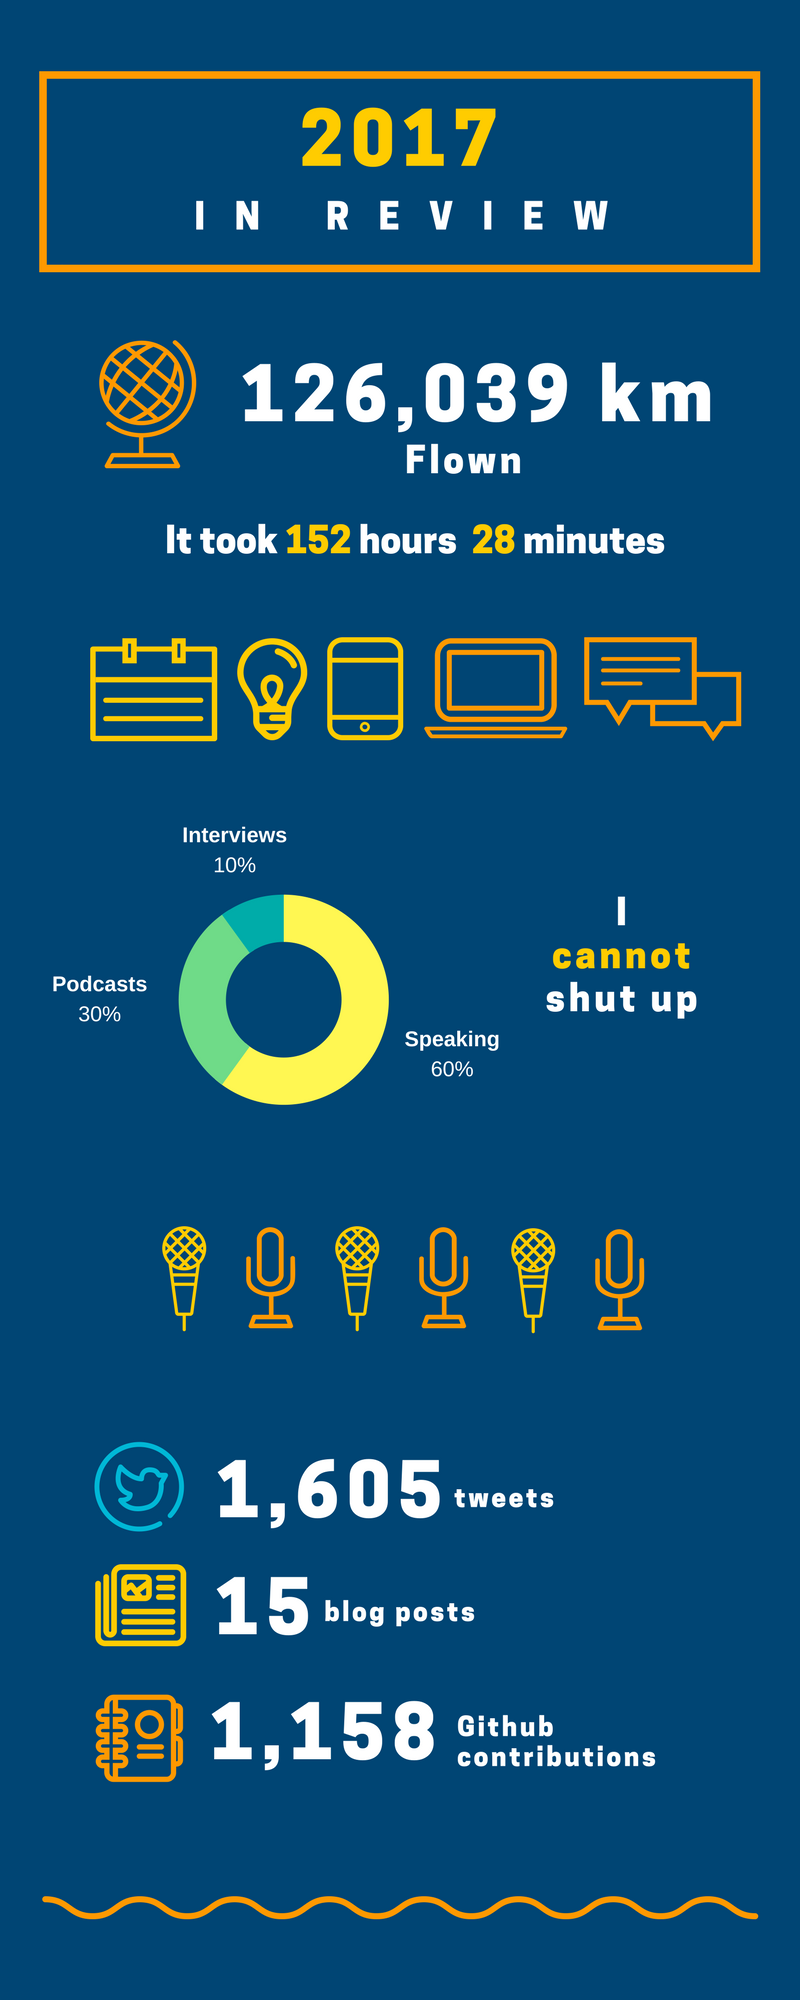 2017
IN REVIEW
126,039 km
Flown
It took 152 hours 28 minutes
Interviews
10%
Podcasts
30%
Speaking
60%
I
cannot
shut up
1,605 tweets
15 blog posts
1,158 Github
contributions